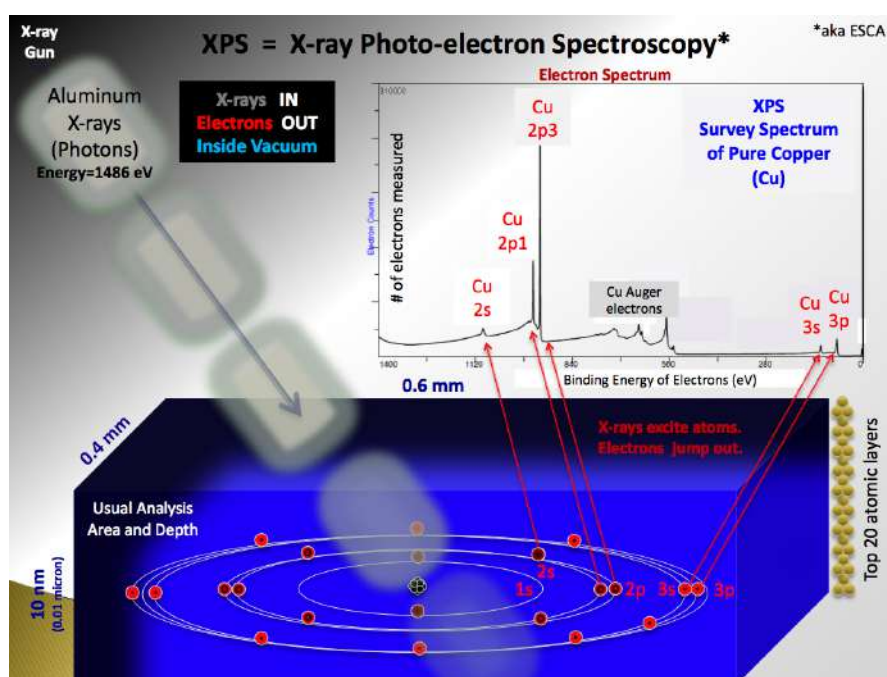 X-ray
Gun
XPS = X-ray Photo-electron Spectroscopy*
*aka ESCA
Aluminum
X-rays
(Photons)
Energy=1486 eV
X-rays IN
Electrons OUT
Inside Vacuum
Electron Spectrum
Cu
2p3
XPS
Survey Spectrum
of Pure Copper
(Cu)
# of electrons measured
Electron Counts
Cu
2p1
Cu
2s
Cu Auger
electrons
Cu
3s
Cu
3p
1400
1120
840
560
280
0
Binding Energy of Electrons (eV)
0.6 mm
0.4 mm
X-rays excite atoms.
Electrons jump out.
Usual Analysis
Area and Depth
10 nm
(0.01 micron)
1s
2s
2p
3s
3p
Top 20 atomic layers